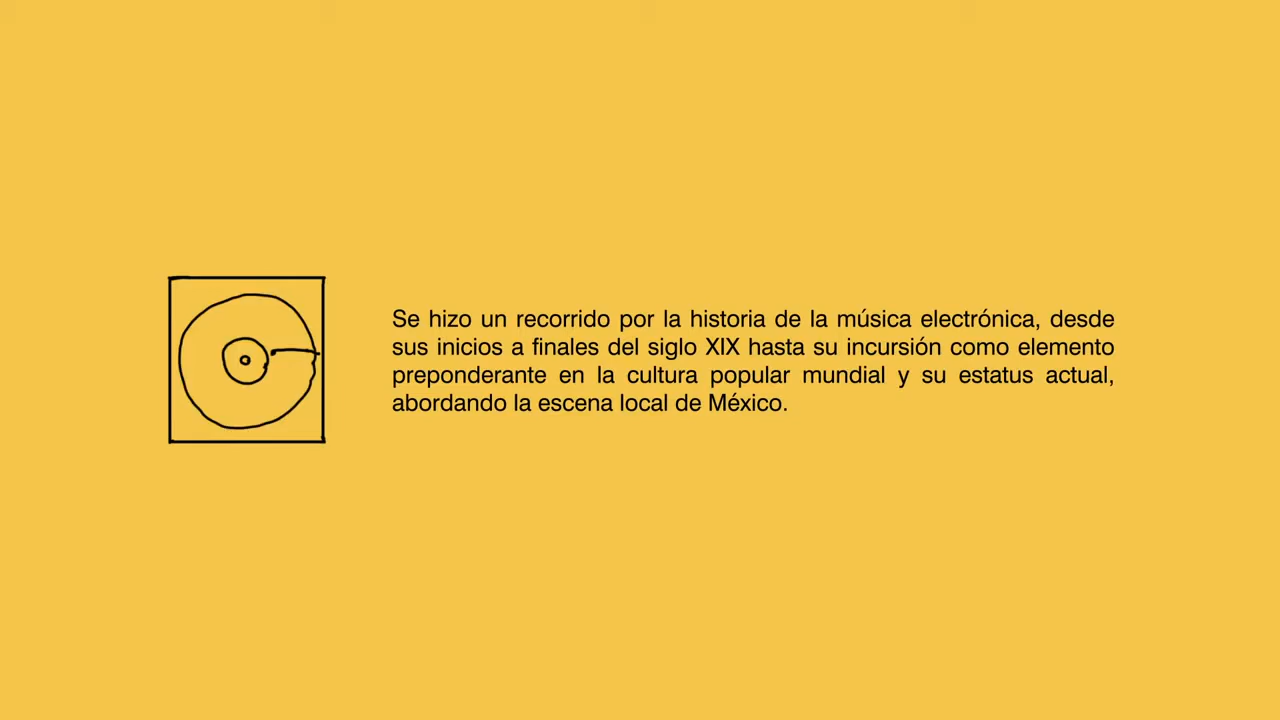 Se hizo un recorrido por la historia de la música electrónica, desde
sus inicios a finales del siglo XIX hasta su incursión como elemento
preponderante en la cultura popular mundial y su estatus actual,
abordando la escena local de México.